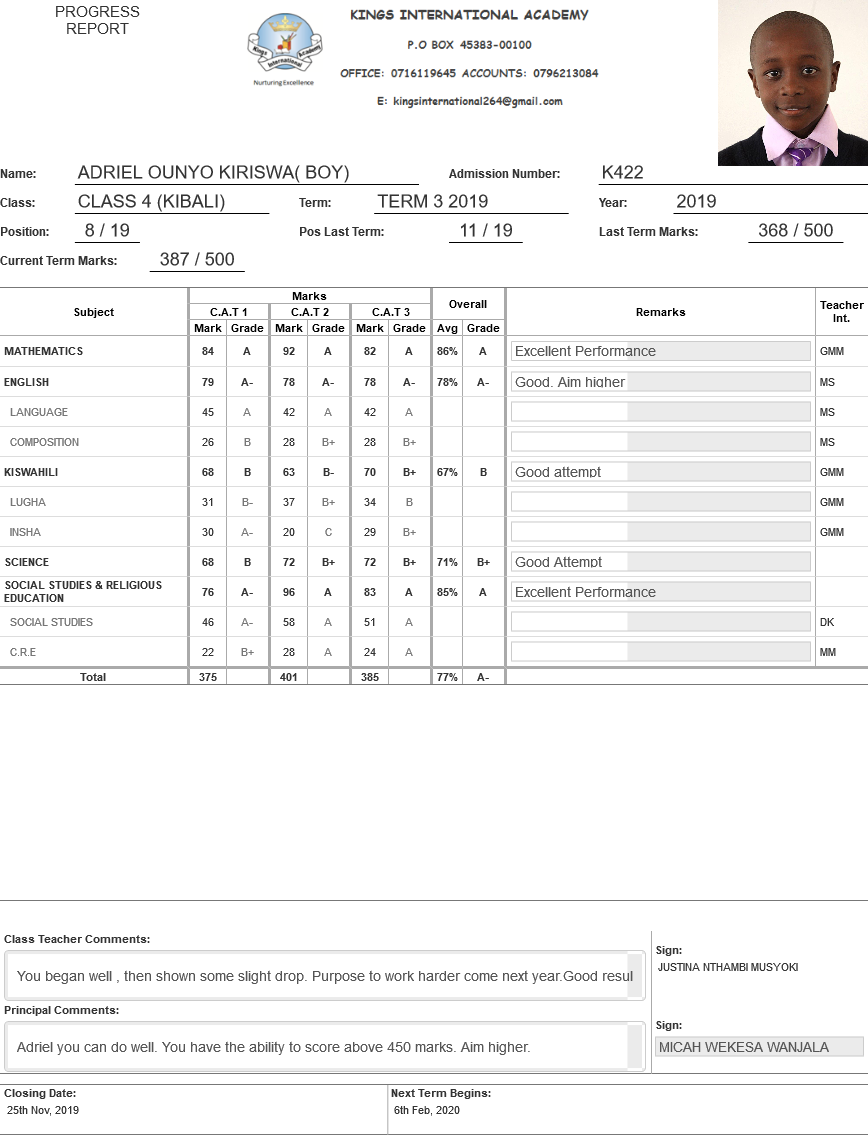 PROGRESS
REPORT
KINGS INTERNATIONAL ACADEMY
P.O BOX 45383-00100
OFFICE: 0716119645 ACCOUNTS: 0796213084
E: kingsinternational264@gmail.com
Kings International Academy
Nurturing Excellence
Name: ADRIEL OUNYO KIRISWA( BOY) Admission Number: K422
Class: CLASS 4 (KIBALI) Term: TERM 3 2019 Year: 2019
Position: 8 / 19 Pos Last Term: 11 / 19 Last Term Marks: 368 / 500
Current Term Marks: 387 / 500
Subject Marks Overall Remarks Teacher Int.
C.A.T 1 C.A.T 2 C.A.T 3
Mark Grade Mark Grade Mark Grade Avg Grade
MATHEMATICS 84 A 92 A 82 A 86% A Excellent Performance GMM
ENGLISH 79 A- 78 A- 78 A- 78% A- Good. Aim higher MS
LANGUAGE 45 A 42 A 42 A MS
COMPOSITION 26 B 28 B+ 28 B+ MS
KISWAHILI 68 B 63 B- 70 B+ 67% B Good attempt GMM
LUGHA 31 B- 37 B+ 34 B GMM
INSHA 30 A- 20 C 29 B+ GMM
SCIENCE 68 B 72 B+ 72 B+ 71% B+ Good Attempt
SOCIAL STUDIES & RELIGIOUS
EDUCATION 76 A- 96 A 83 A 85% A Excellent Performance
SOCIAL STUDIES 46 A- 58 A 51 A DK
C.R.E 22 B+ 28 A 24 A MM
Total 375 401 385 77% A-
Class Teacher Comments:
You began well , then shown some slight drop. Purpose to work harder come next year.Good resul
Sign:
JUSTINA NTHAMBI MUSYOKI
Principal Comments:
Adriel you can do well. You have the ability to score above 450 marks. Aim higher.
Sign:
MICAH WEKESA WANJALA
Closing Date: Next Term Begins:
25th Nov, 2019 6th Feb, 2020